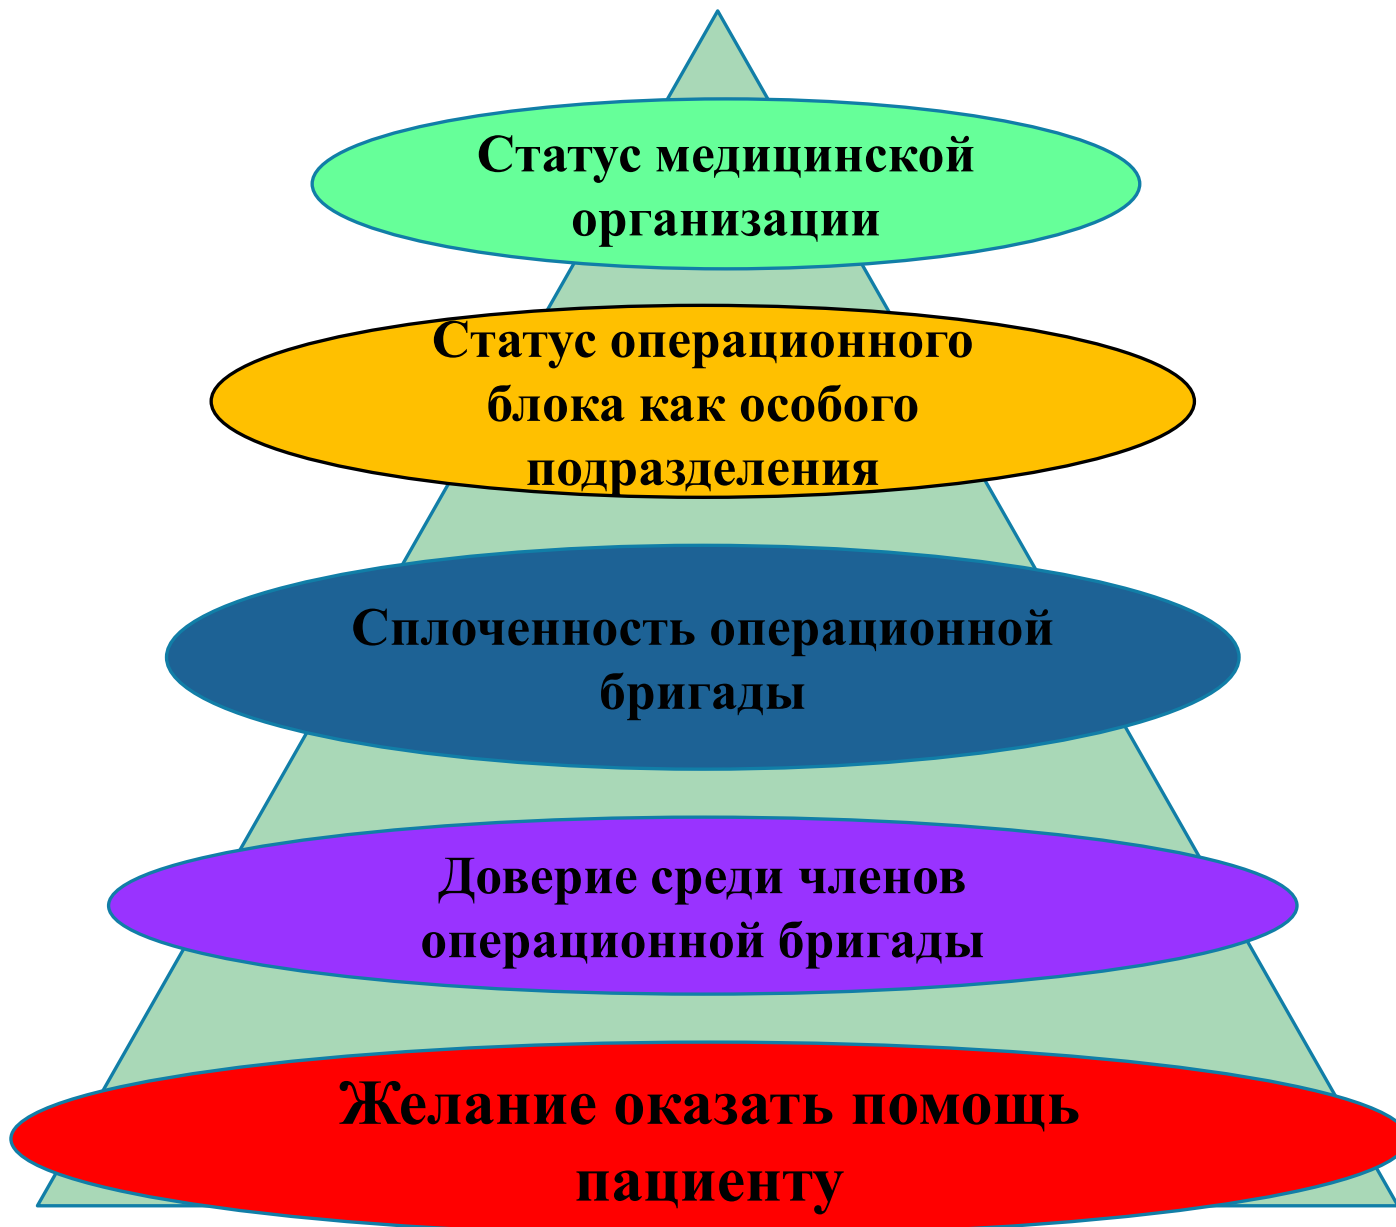 Статус медицинской
организации
Статус операционного
блока как особого
подразделения
Сплоченность операционной
бригады
Доверие среди членов
операционной бригады
Желание оказать помощь
пациенту